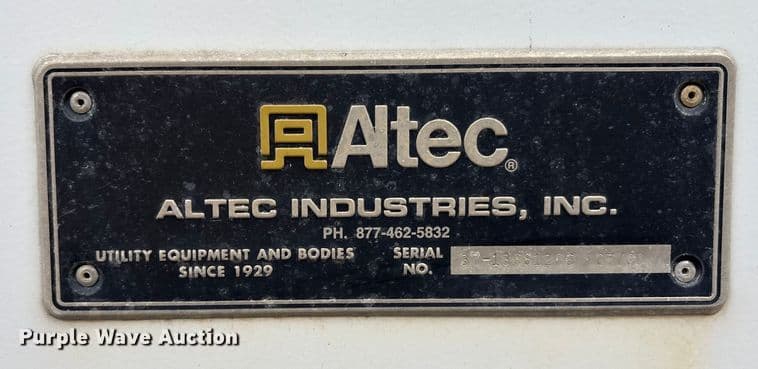 Altec®
ALTEC INDUSTRIES, INC.
PH. 877-462-5832
UTILITY EQUIPMENT AND BODIES
SINCE 1929
SERIAL
NO.
Purple Wave Auction